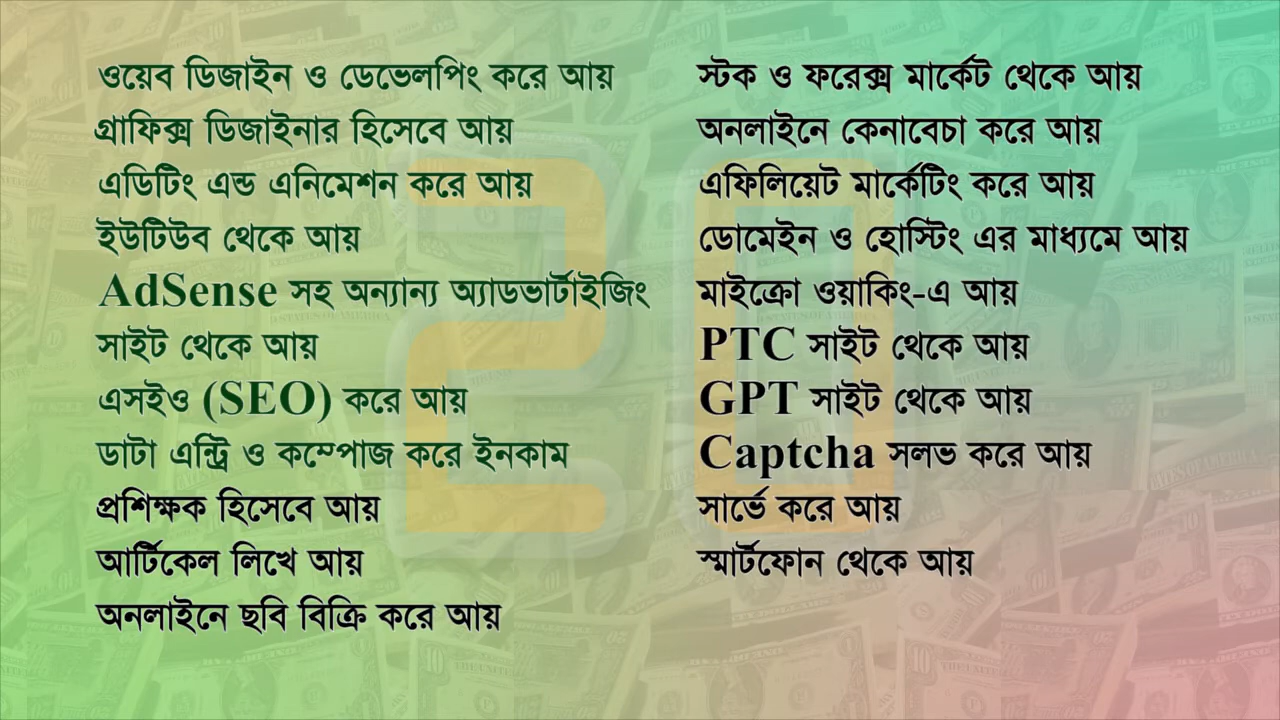 ওয়েব ডিজাইন ও ডেভেলপিং করে আয়
গ্রাফিক্স ডিজাইনার হিসেবে আয়
এডিটিং এন্ড এনিমেশন করে আয়
ইউটিউব থেকে আয়
AdSense সহ অন্যান্য অ্যাডভার্টাইজিং
সাইট থেকে আয়
এসইও (SEO) করে আয়
ডাটা এন্ট্রি ও কম্পোজ করে ইনকাম
প্রশিক্ষক হিসেবে আয়
আর্টিকেল লিখে আয়
অনলাইনে ছবি বিক্রি করে আয়
স্টক ও ফরেক্স মার্কেট থেকে আয়
অনলাইনে কেনাবেচা করে আয়
এফিলিয়েট মার্কেটিং করে আয়
ডোমেইন ও হোস্টিং এর মাধ্যমে আয়
মাইক্রো ওয়াকিং-এ আয়
PTC সাইট থেকে আয়
GPT সাইট থেকে আয়
Captcha সলভ করে আয়
সার্ভে করে আয়
স্মার্টফোন থেকে আয়
20